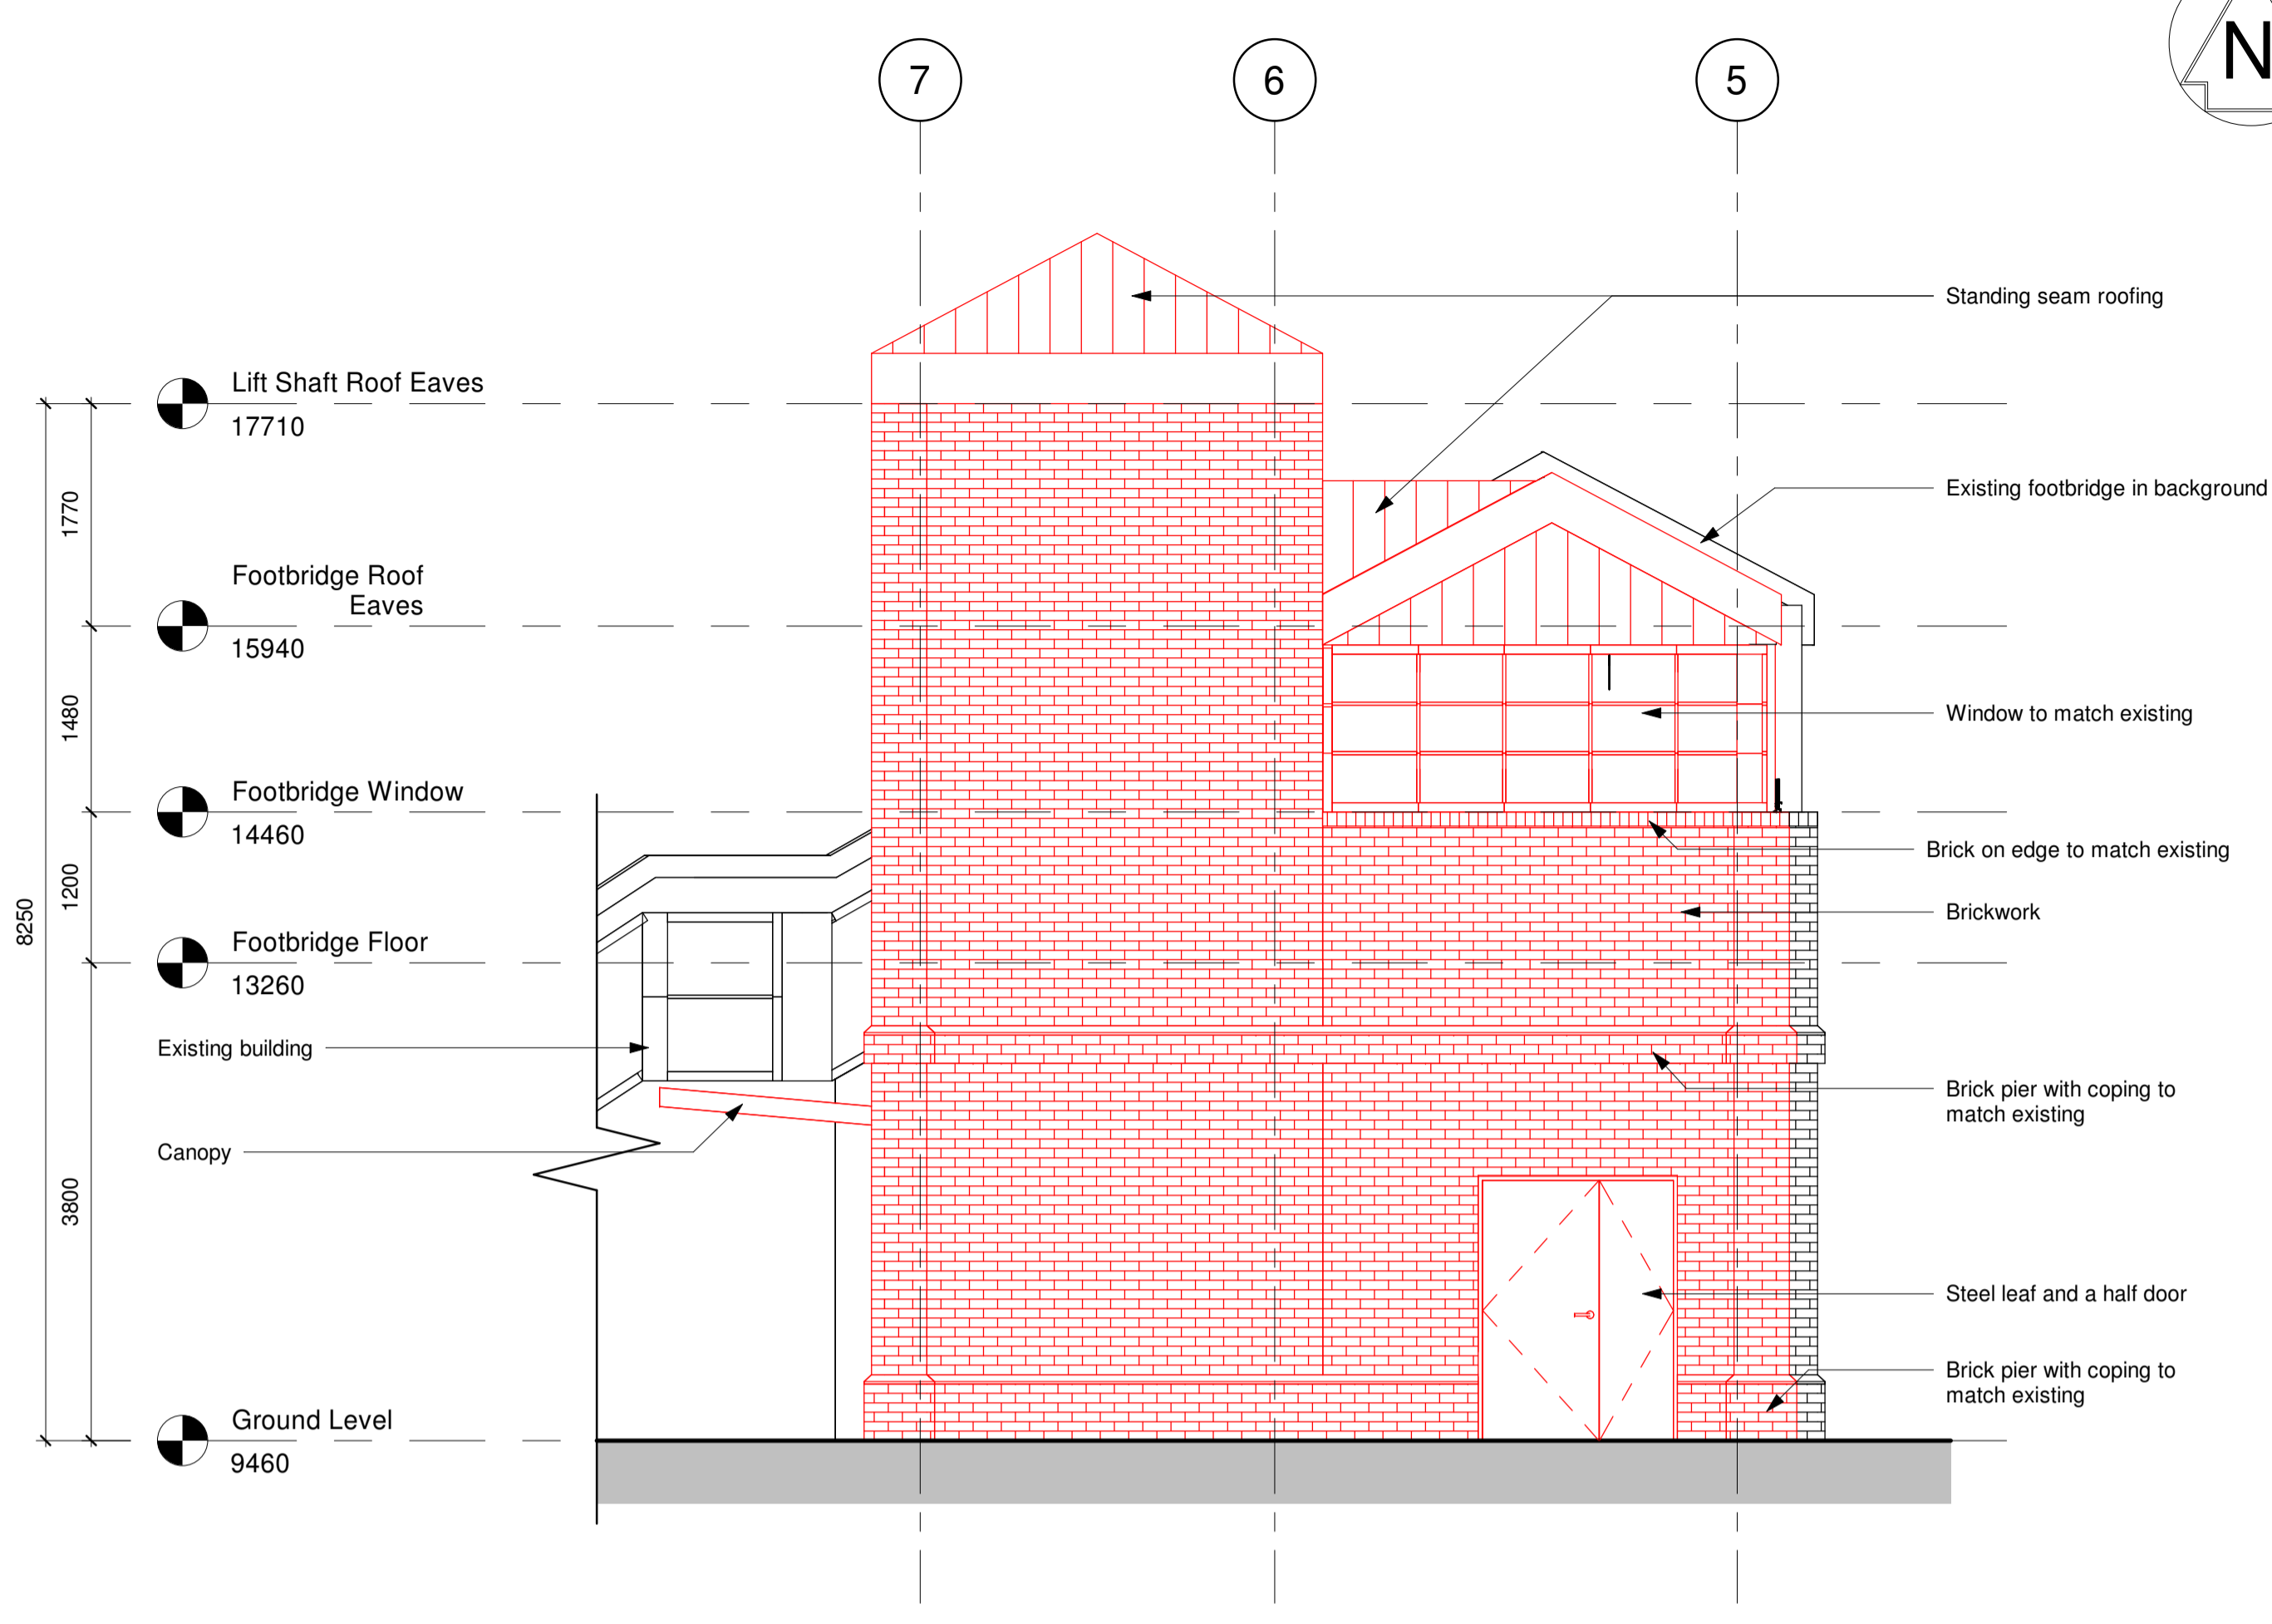 7
6
5
N
Standing seam roofing
Lift Shaft Roof Eaves
17710
1770
Existing footbridge in background
Footbridge Roof
Eaves
15940
1480
Window to match existing
Footbridge Window
14460
Brick on edge to match existing
1200
8250
Brickwork
Footbridge Floor
13260
Existing building
Brick pier with coping to
match existing
Canopy
3800
Steel leaf and a half door
Brick pier with coping to
match existing
Ground Level
9460